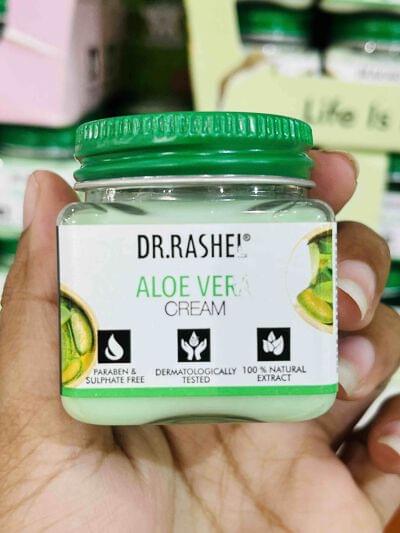 Life Is
DR.RASHEL®
ALOE VERA
CREAM
PARABEN &
SULPHATE FREE
DERMATOLOGICALLY
TESTED
100 % NATURAL
EXTRACT